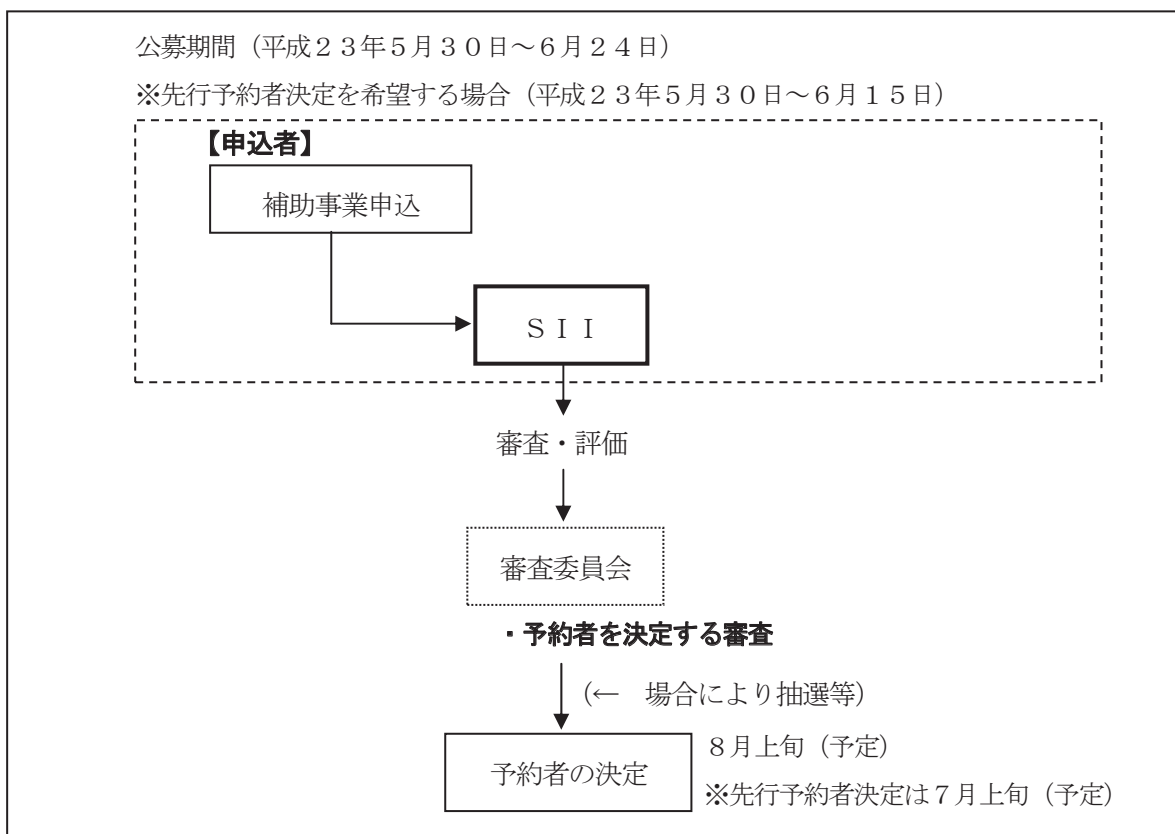 公募期間（平成２３年５月３０日～６月２４日）
※先行予約者決定を希望する場合（平成２３年５月３０日～６月１５日）
【申込者】
補助事業申込
ＳＩＩ
審査・評価
審査委員会
・予約者を決定する審査
（←　場合により抽選等）
予約者の決定
８月上旬（予定）
※先行予約者決定は７月上旬（予定）